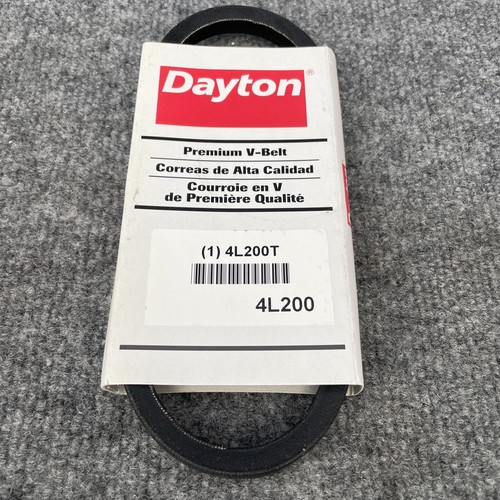 Dayton®
Premium V-Belt
Correas de Alta Calidad
Courroie en V
de Première Qualité
(1) 4L200T
4L200